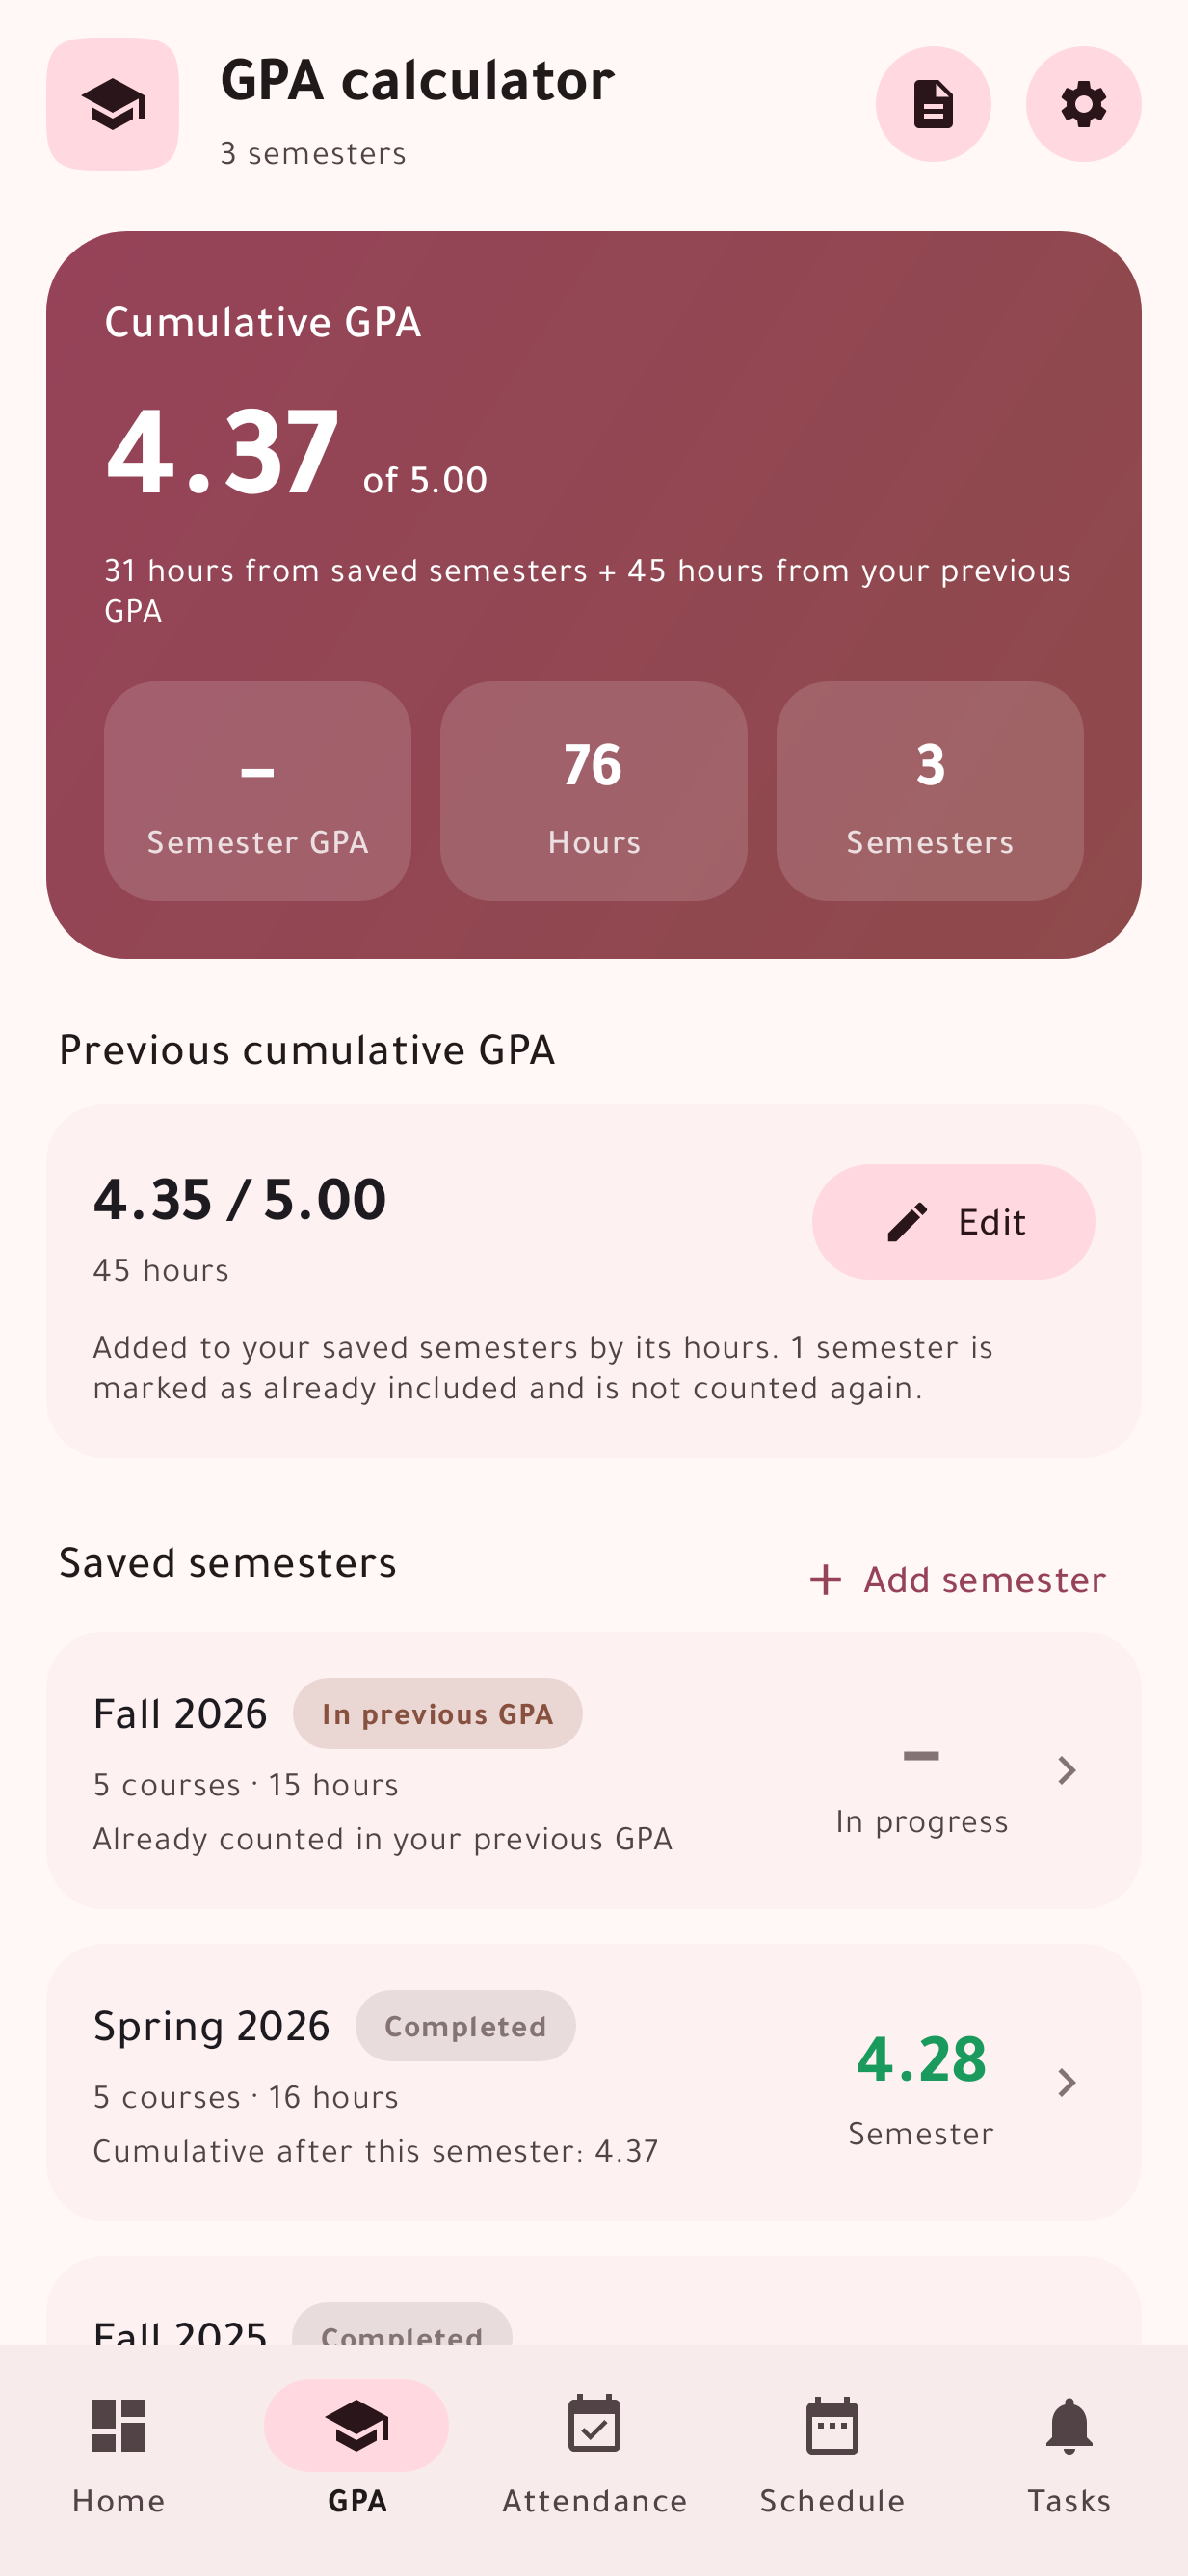 GPA calculator
3 semesters
Cumulative GPA
4.37 of 5.00
31 hours from saved semesters + 45 hours from your previous
GPA
–
Semester GPA
76
Hours
3
Semesters
Previous cumulative GPA
4.35 / 5.00
45 hours
Edit
Added to your saved semesters by its hours. 1 semester is
marked as already included and is not counted again.
Saved semesters
+ Add semester
Fall 2026 In previous GPA
5 courses · 15 hours
Already counted in your previous GPA
–
In progress
Spring 2026 Completed
5 courses · 16 hours
Cumulative after this semester: 4.37
4.28
Semester
Fall 2025 Completed
Home
GPA
Attendance
Schedule
Tasks